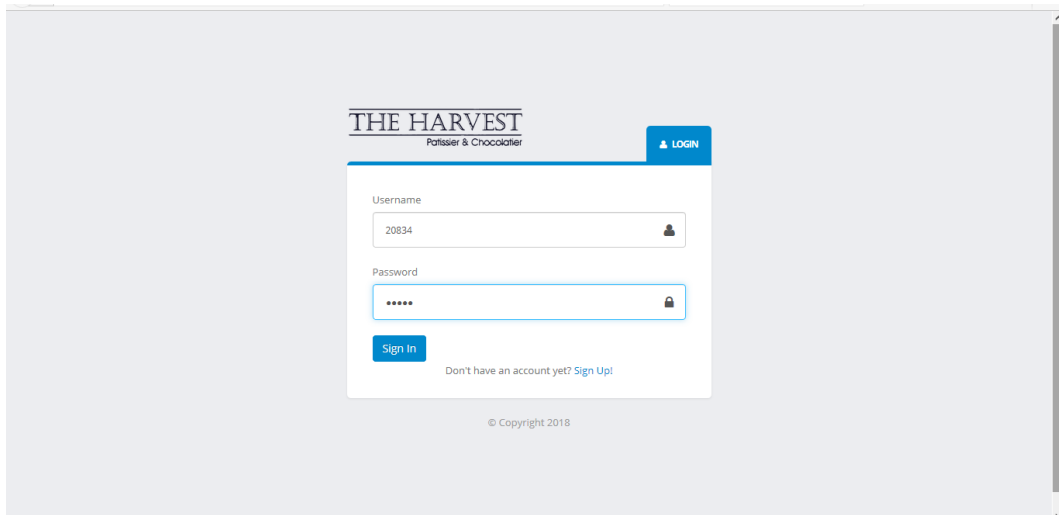 THE HARVEST
Patissier & Chocolatier
LOGIN
Username
20834
Password
•••••
Sign In
Don't have an account yet? Sign Up!
© Copyright 2018